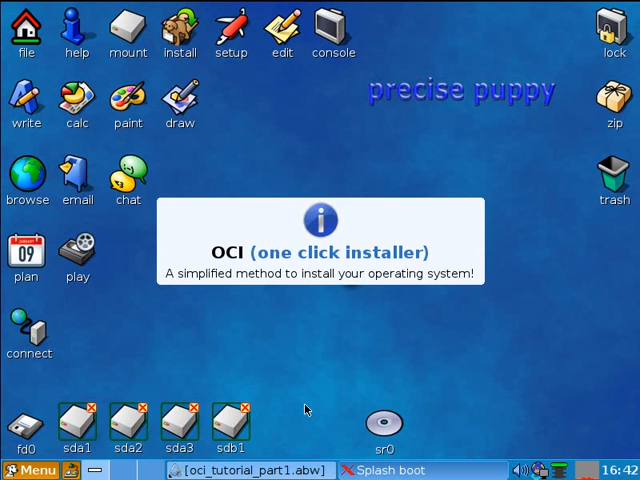 file help mount install setup edit console lock
precise puppy
write calc paint draw zip
browse email chat trash
OCI (one click installer)
A simplified method to install your operating system!
plan play
09
connect
fd0 sda1 sda2 sda3 sdb1 sr0
Menu [oci_tutorial_part1.abw] Splash boot 16:42